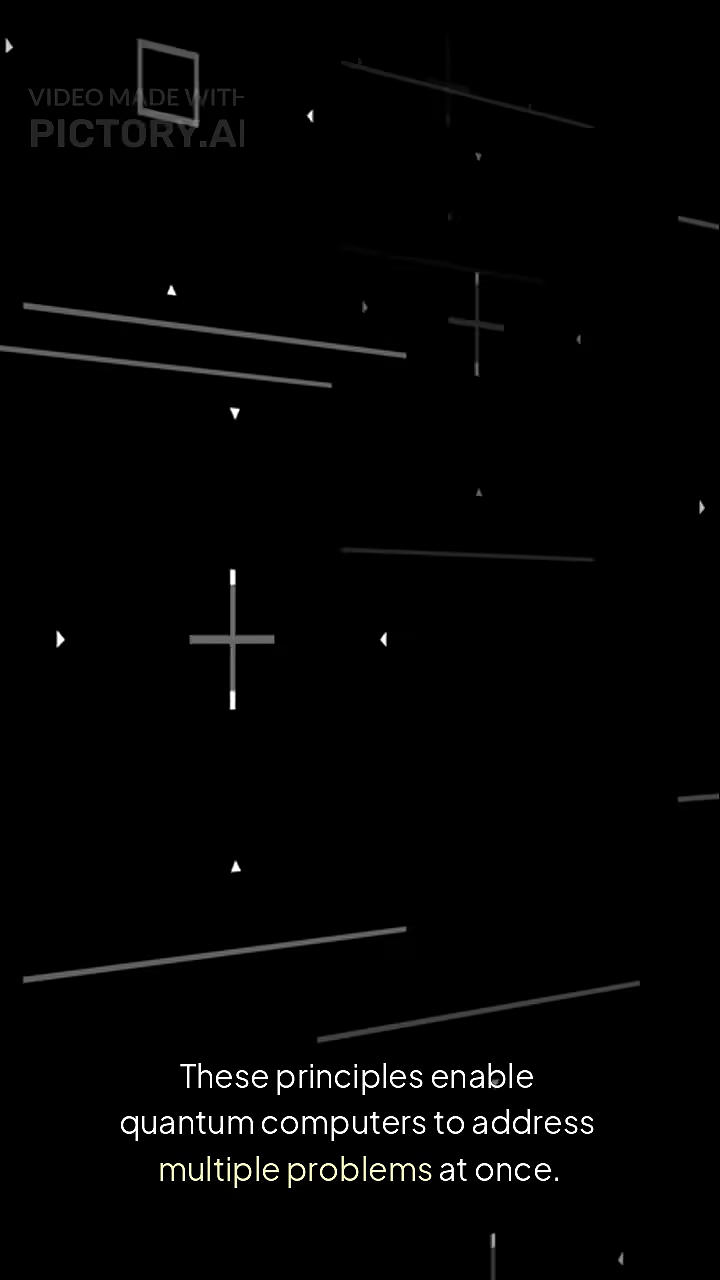 VIDEO MADE WITH
PICTORY.AI
These principles enable
quantum computers to address
multiple problems at once.